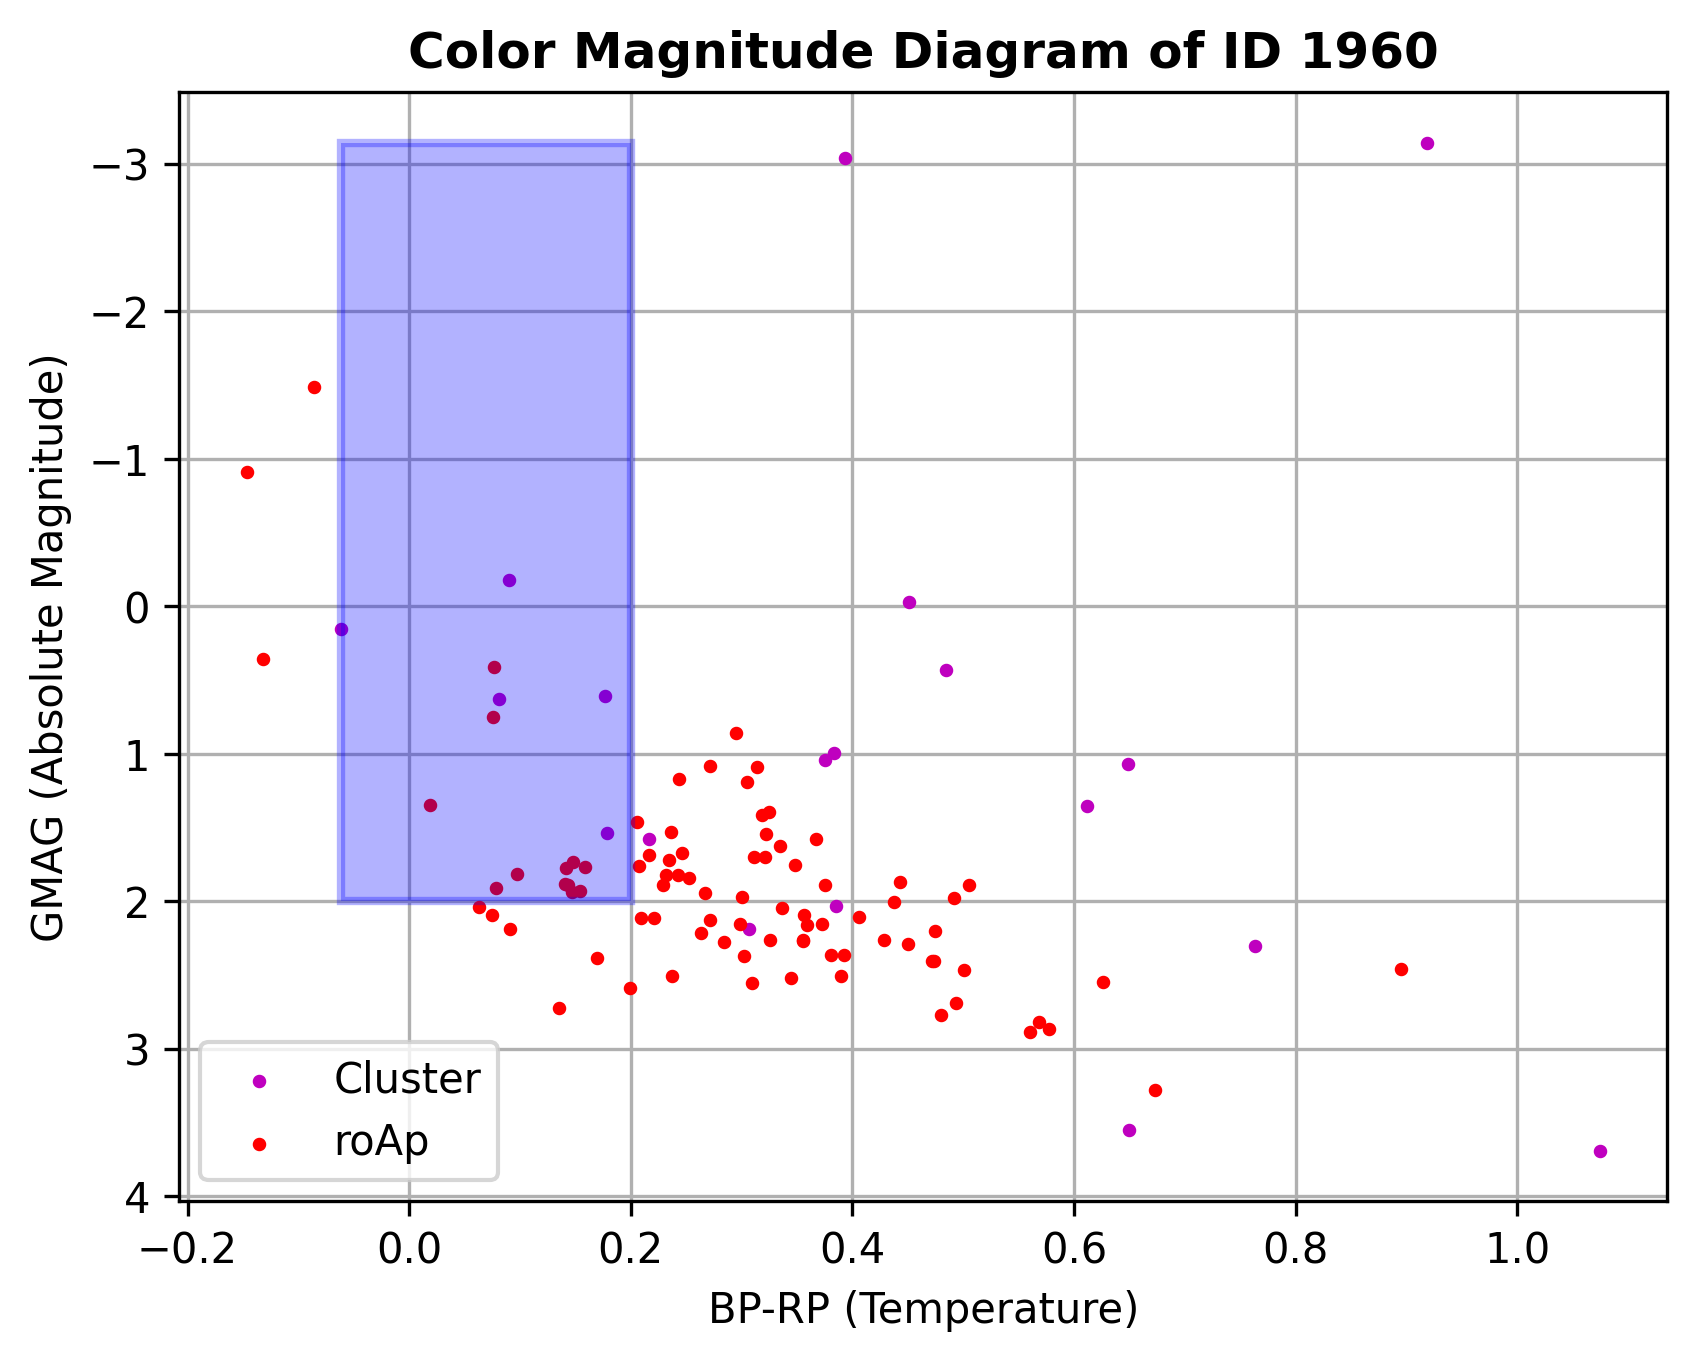 Color Magnitude Diagram of ID 1960
GMAG (Absolute Magnitude)
−3
−2
−1
0
1
2
3
4
Cluster
roAp
−0.2 0.0 0.2 0.4 0.6 0.8 1.0
BP-RP (Temperature)